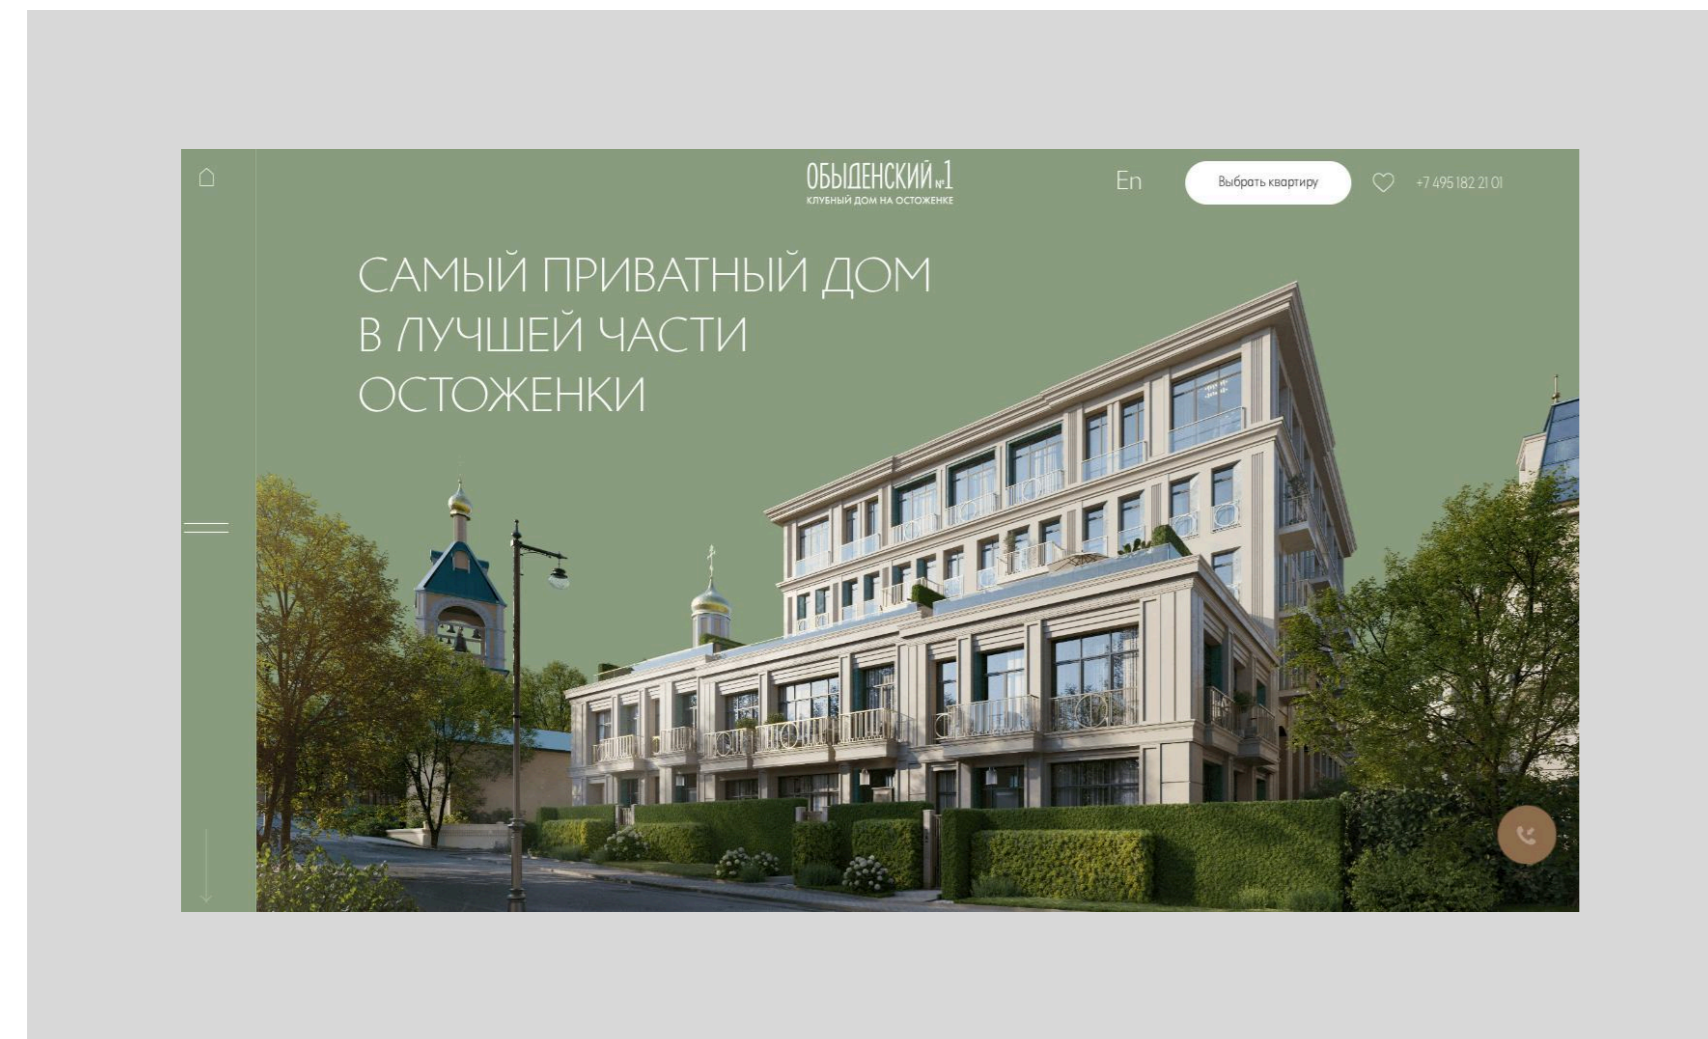 ОБЫДЕНСКИЙ №1
КЛУБНЫЙ ДОМ НА ОСТОЖЕНКЕ
En
Выбрать квартиру
+7 495 182 21 01
САМЫЙ ПРИВАТНЫЙ ДОМ
В ЛУЧШЕЙ ЧАСТИ
ОСТОЖЕНКИ